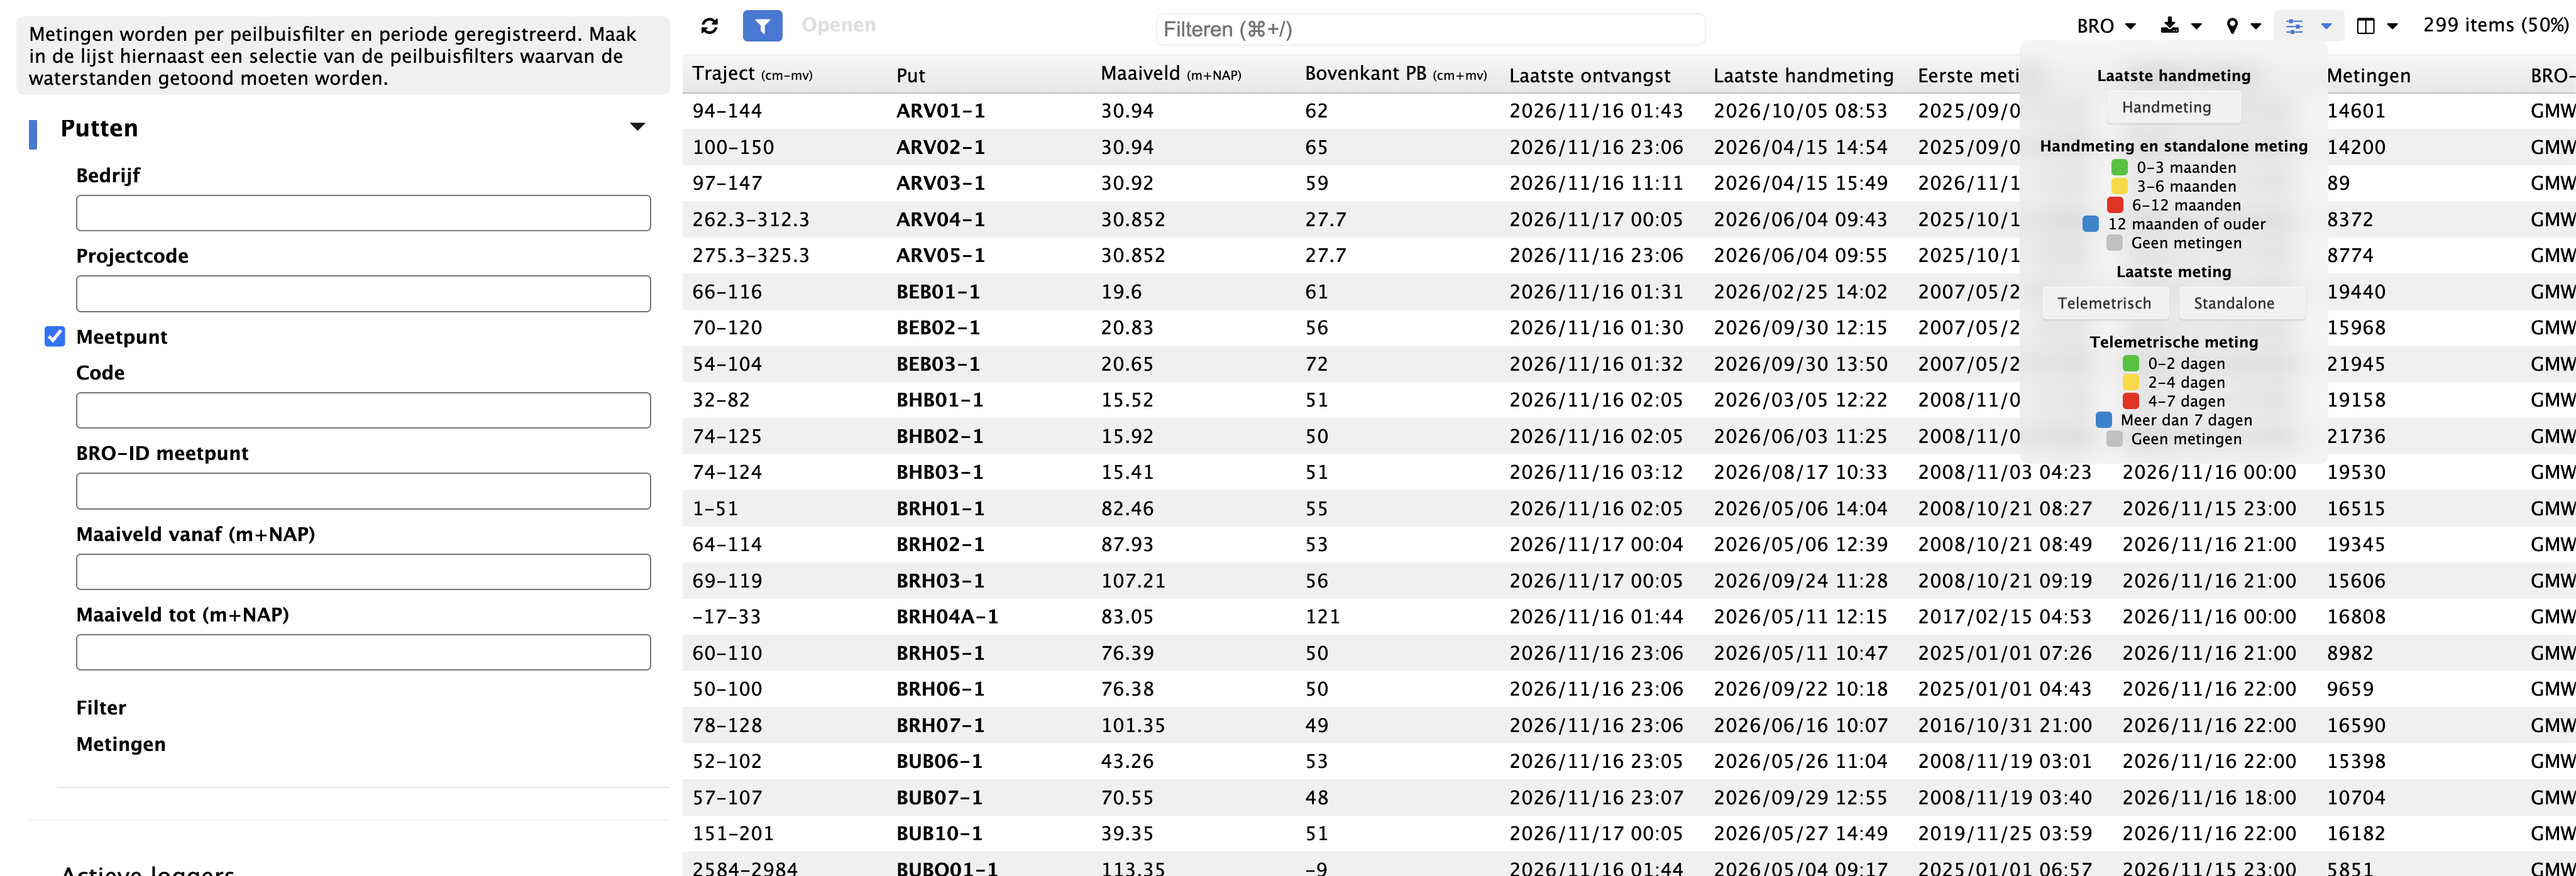 Metingen worden per peilbuisfilter en periode geregistreerd. Maak
in de lijst hiernaast een selectie van de peilbuisfilters waarvan de
waterstanden getoond moeten worden.
Putten
Bedrijf
Projectcode
Meetpunt
Code
BRO-ID meetpunt
Maaiveld vanaf (m+NAP)
Maaiveld tot (m+NAP)
Filter
Metingen
Actieve loggers
Openen
Filteren (⌘+/)
BRO
299 items (50%)
Traject (cm-mv) Put Maaiveld (m+NAP) Bovenkant PB (cm+mv) Laatste ontvangst Laatste handmeting Eerste meti Metingen BRO-
94-144 ARV01-1 30.94 62 2026/11/16 01:43 2026/10/05 08:53 2025/09/0 14601 GMW
100-150 ARV02-1 30.94 65 2026/11/16 23:06 2026/04/15 14:54 2025/09/0 14200 GMW
97-147 ARV03-1 30.92 59 2026/11/16 11:11 2026/04/15 15:49 2026/11/1 89 GMW
262.3-312.3 ARV04-1 30.852 27.7 2026/11/17 00:05 2026/06/04 09:43 2025/10/1 8372 GMW
275.3-325.3 ARV05-1 30.852 27.7 2026/11/16 23:06 2026/06/04 09:55 2025/10/1 8774 GMW
66-116 BEB01-1 19.6 61 2026/11/16 01:31 2026/02/25 14:02 2007/05/2 19440 GMW
70-120 BEB02-1 20.83 56 2026/11/16 01:30 2026/09/30 12:15 2007/05/2 15968 GMW
54-104 BEB03-1 20.65 72 2026/11/16 01:32 2026/09/30 13:50 2007/05/2 21945 GMW
32-82 BHB01-1 15.52 51 2026/11/16 02:05 2026/03/05 12:22 2008/11/0 19158 GMW
74-125 BHB02-1 15.92 50 2026/11/16 02:05 2026/06/03 11:25 2008/11/0 21736 GMW
74-124 BHB03-1 15.41 51 2026/11/16 03:12 2026/08/17 10:33 2008/11/03 04:23 2026/11/16 00:00 19530 GMW
1-51 BRH01-1 82.46 55 2026/11/16 02:05 2026/05/06 14:04 2008/10/21 08:27 2026/11/15 23:00 16515 GMW
64-114 BRH02-1 87.93 53 2026/11/17 00:04 2026/05/06 12:39 2008/10/21 08:49 2026/11/16 21:00 19345 GMW
69-119 BRH03-1 107.21 56 2026/11/17 00:05 2026/09/24 11:28 2008/10/21 09:19 2026/11/16 21:00 15606 GMW
-17-33 BRH04A-1 83.05 121 2026/11/16 01:44 2026/05/11 12:15 2017/02/15 04:53 2026/11/16 00:00 16808 GMW
60-110 BRH05-1 76.39 50 2026/11/16 23:06 2026/05/11 10:47 2025/01/01 07:26 2026/11/16 21:00 8982 GMW
50-100 BRH06-1 76.38 50 2026/11/16 23:06 2026/09/22 10:18 2025/01/01 04:43 2026/11/16 22:00 9659 GMW
78-128 BRH07-1 101.35 49 2026/11/16 23:06 2026/06/16 10:07 2016/10/31 21:00 2026/11/16 22:00 16590 GMW
52-102 BUB06-1 43.26 53 2026/11/16 23:05 2026/05/26 11:04 2008/11/19 03:01 2026/11/16 22:00 15398 GMW
57-107 BUB07-1 70.55 48 2026/11/16 23:07 2026/09/29 12:55 2008/11/19 03:40 2026/11/16 18:00 10704 GMW
151-201 BUB10-1 39.35 51 2026/11/17 00:05 2026/05/27 14:49 2019/11/25 03:59 2026/11/16 22:00 16182 GMW
2584-2984 BUBO01-1 113.35 -9 2026/11/16 01:44 2026/05/04 09:17 2025/01/01 06:57 2026/11/15 23:00 5851 GMW
Laatste handmeting
Handmeting
Handmeting en standalone meting
0-3 maanden
3-6 maanden
6-12 maanden
12 maanden of ouder
Geen metingen
Laatste meting
Telemetrisch Standalone
Telemetrische meting
0-2 dagen
2-4 dagen
4-7 dagen
Meer dan 7 dagen
Geen metingen